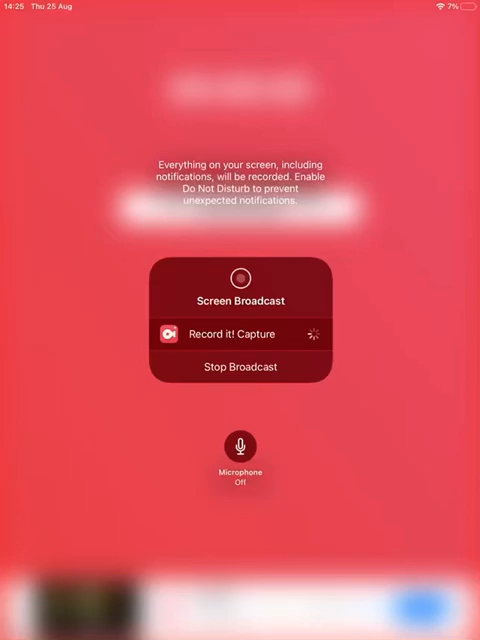 14:25 Thu 25 Aug 7%
Everything on your screen, including
notifications, will be recorded. Enable
Do Not Disturb to prevent
unexpected notifications.
Screen Broadcast
Record it! Capture
Stop Broadcast
Microphone
Off